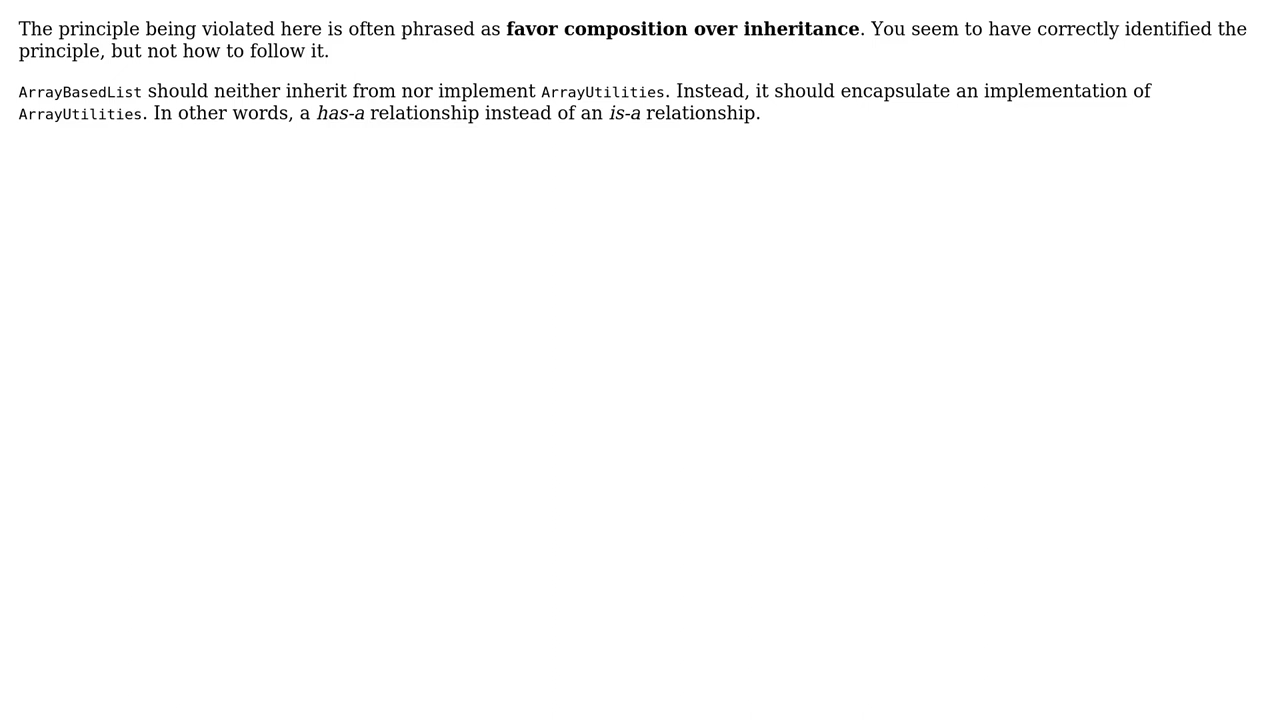 The principle being violated here is often phrased as favor composition over inheritance. You seem to have correctly identified the
principle, but not how to follow it.
ArrayBasedList should neither inherit from nor implement ArrayUtilities. Instead, it should encapsulate an implementation of
ArrayUtilities. In other words, a has-a relationship instead of an is-a relationship.